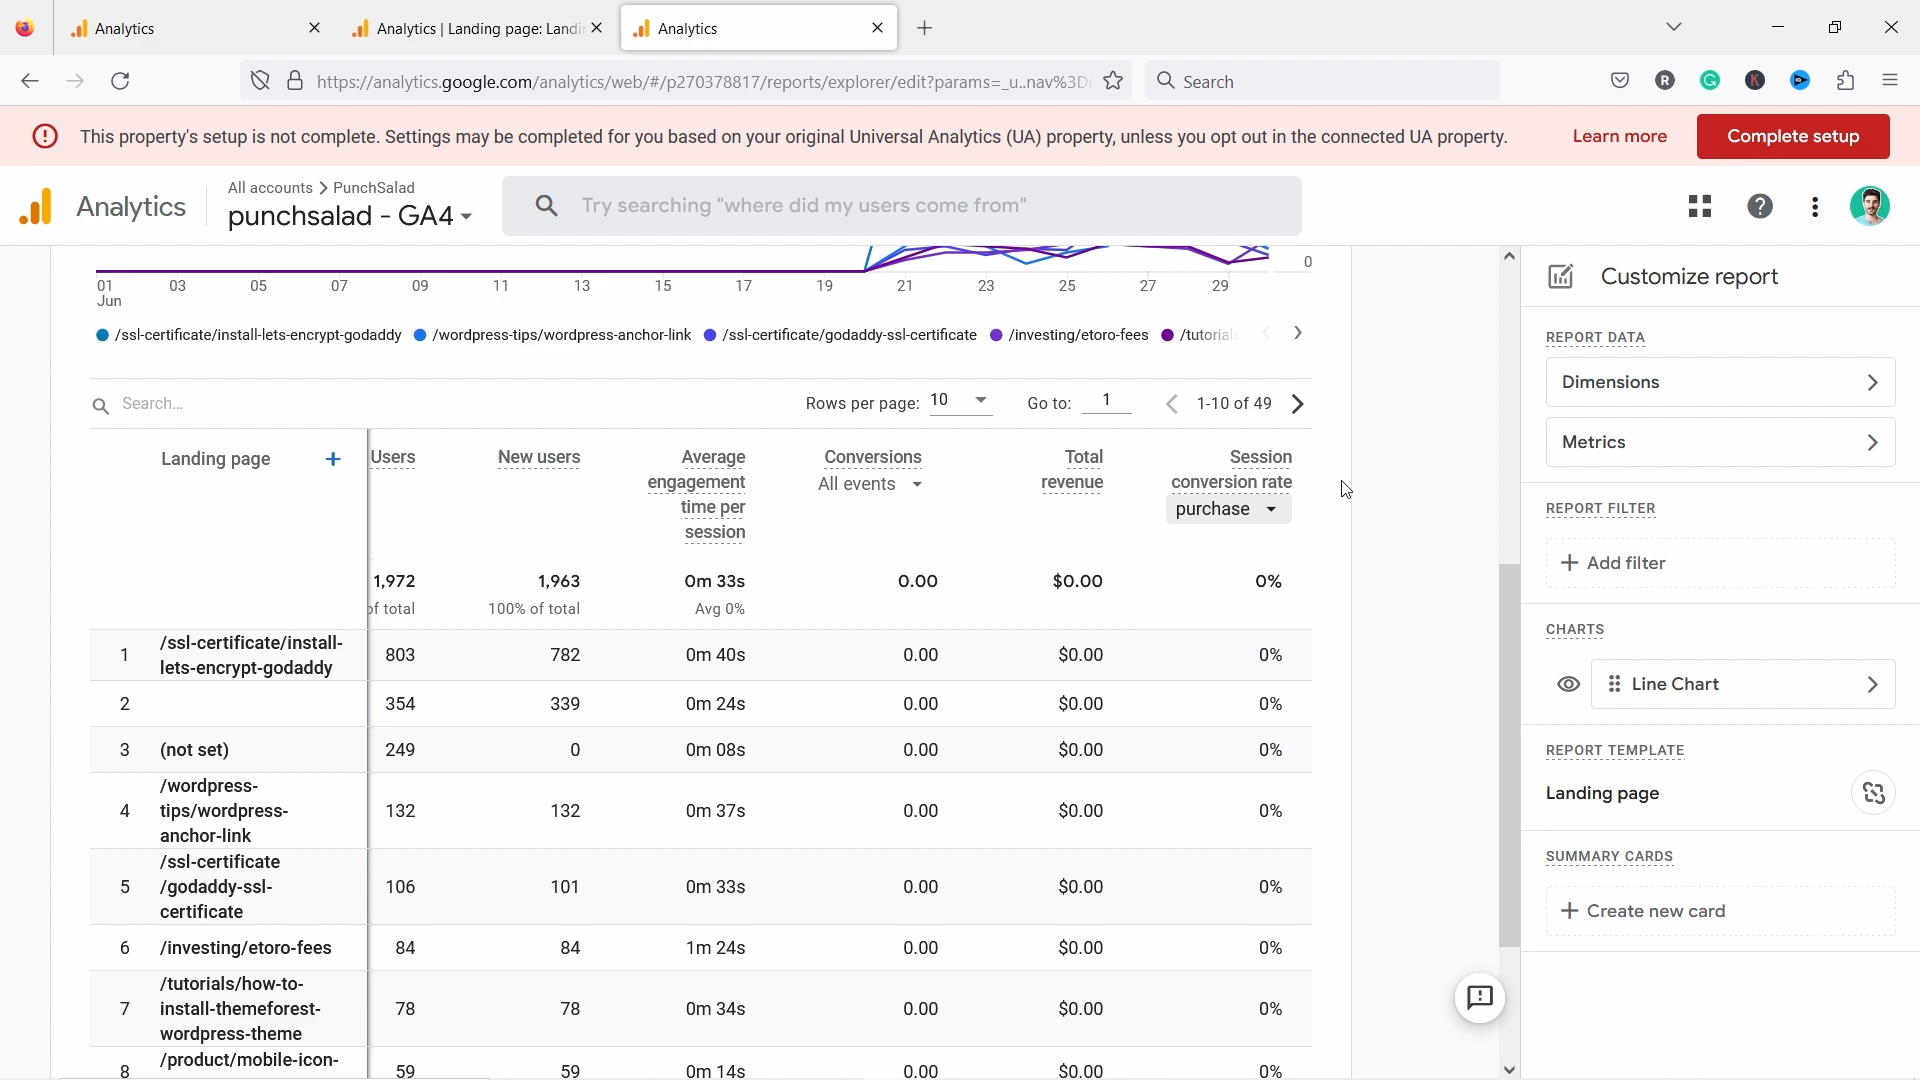 Analytics
Analytics | Landing page: Landi
Analytics
https://analytics.google.com/analytics/web/#/p270378817/reports/explorer/edit?params=_u..nav%3D
Search
This property's setup is not complete. Settings may be completed for you based on your original Universal Analytics (UA) property, unless you opt out in the connected UA property.
Learn more
Complete setup
Analytics
All accounts > PunchSalad
punchsalad - GA4
Try searching "where did my users come from"
0
01 03 05 07 09 11 13 15 17 19 21 23 25 27 29
Jun
/ssl-certificate/install-lets-encrypt-godaddy /wordpress-tips/wordpress-anchor-link /ssl-certificate/godaddy-ssl-certificate /investing/etoro-fees /tutorials
Search...
Rows per page: 10 Go to: 1 1-10 of 49
Landing page + Users New users Average engagement time per session Conversions All events Total revenue Session conversion rate purchase
1,972 1,963 0m 33s 0.00 $0.00 0%
of total 100% of total Avg 0%
1 /ssl-certificate/install-lets-encrypt-godaddy 803 782 0m 40s 0.00 $0.00 0%
2 354 339 0m 24s 0.00 $0.00 0%
3 (not set) 249 0 0m 08s 0.00 $0.00 0%
4 /wordpress-tips/wordpress-anchor-link 132 132 0m 37s 0.00 $0.00 0%
5 /ssl-certificate/godaddy-ssl-certificate 106 101 0m 33s 0.00 $0.00 0%
6 /investing/etoro-fees 84 84 1m 24s 0.00 $0.00 0%
7 /tutorials/how-to-install-themeforest-wordpress-theme 78 78 0m 34s 0.00 $0.00 0%
8 /product/mobile-icon- 59 59 0m 14s 0.00 $0.00 0%
Customize report
REPORT DATA
Dimensions
Metrics
REPORT FILTER
+ Add filter
CHARTS
Line Chart
REPORT TEMPLATE
Landing page
SUMMARY CARDS
+ Create new card